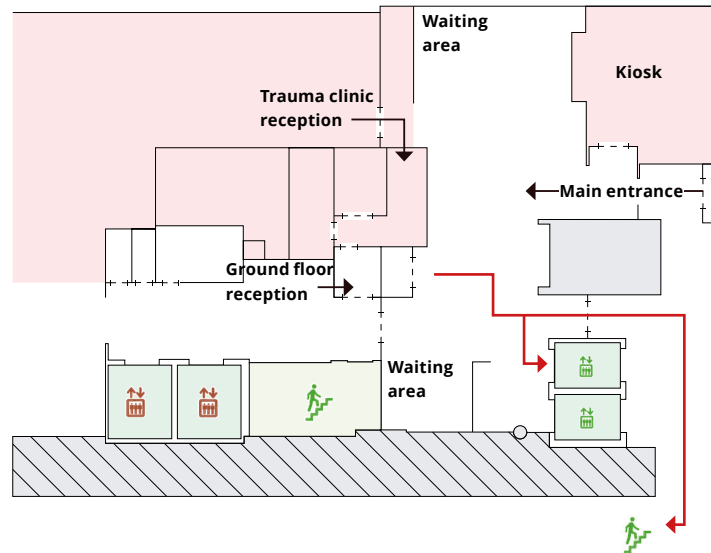 Waiting
area
Kiosk
Trauma clinic
reception
Main entrance
Ground floor
reception
Waiting
area